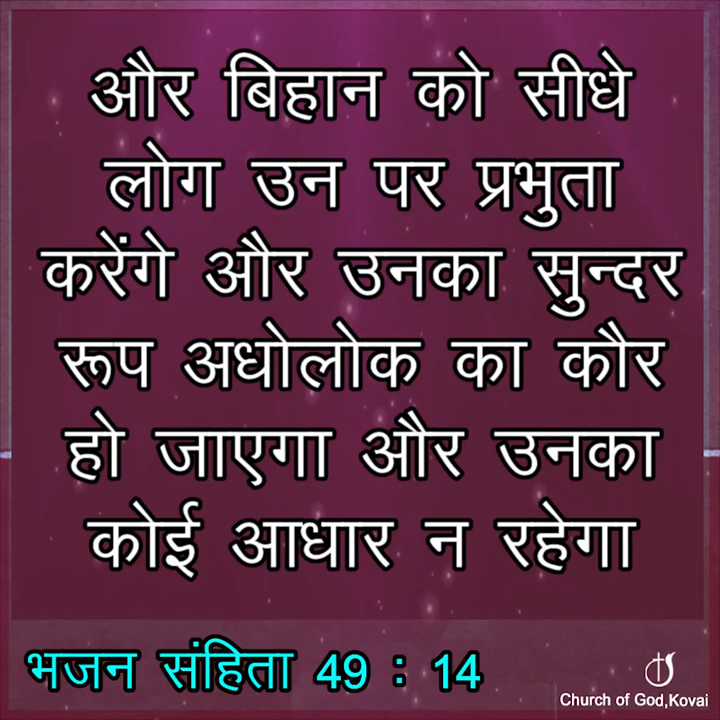 और बिहान को सीधे
लोग उन पर प्रभुता
करेंगे और उनका सुन्दर
रूप अधोलोक का कौर
हो जाएगा और उनका
कोई आधार न रहेगा
भजन संहिता 49 : 14
Church of God,Kovai